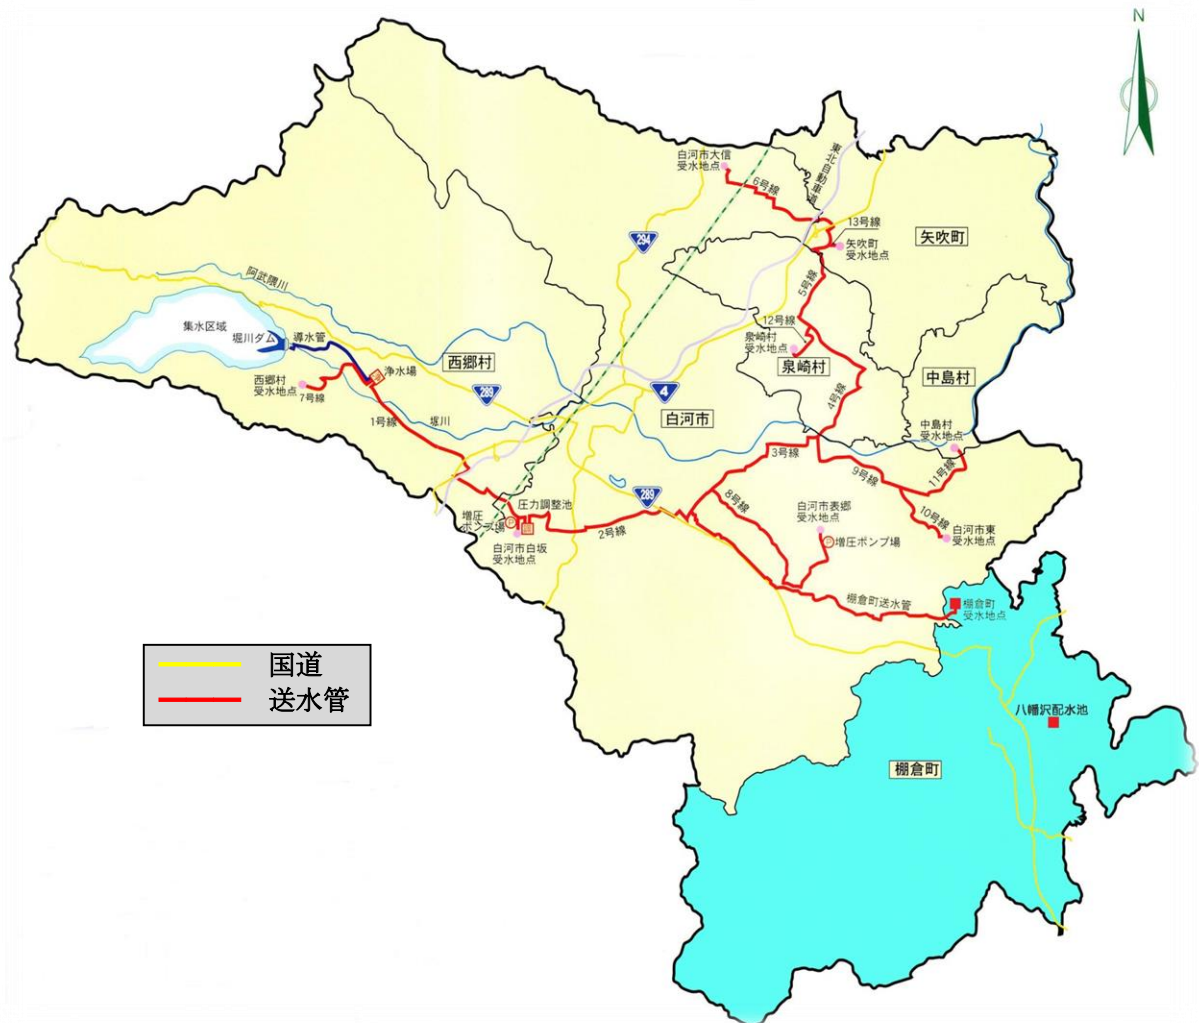 N
白河市大信
受水地点
6号線
東北自動車道
13号線
矢吹町
矢吹町
受水地点
294
5号線
阿武隈川
集水区域
堀川ダム
導水管
12号線
泉崎村
受水地点
泉崎村
西郷村
浄水場
西郷村
受水地点
7号線
289
4
中島村
4号線
白河市
1号線
堀川
中島村
受水地点
3号線
9号線
11号線
8号線
289
圧力調整池
増圧
ポンプ場
2号線
白河市白坂
受水地点
白河市表郷
受水地点
増圧ポンプ場
10号線
白河市東
受水地点
棚倉町送水管
棚倉町
受水地点
国道
送水管
八幡沢配水池
棚倉町